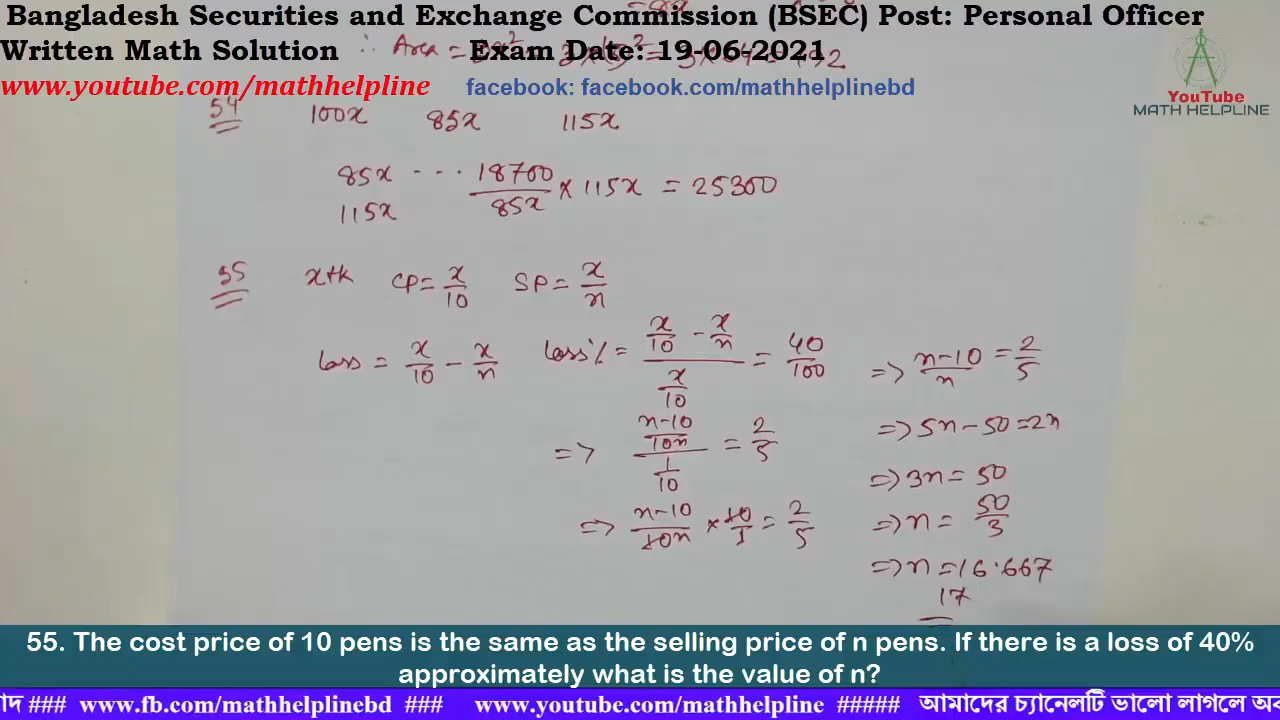 Bangladesh Securities and Exchange Commission (BSEC) Post: Personal Officer
Written Math Solution Exam Date: 19-06-2021
∴ Area =
www.youtube.com/mathhelpline facebook: facebook.com/mathhelplinebd
YouTube
MATH HELPLINE
54 100x 85x 115x
85x ... 18700/85x × 115x = 25300
115x
55 x tk CP = x/10 SP = x/n
loss = x/10 - x/n loss% = (x/10 - x/n)/(x/10) = 40/100
=> ((n-10)/10n)/(1/10) = 2/5
=> (n-10)/10n × 10/1 = 2/5
=> (n-10)/n = 2/5
=> 5n - 50 = 2n
=> 3n = 50
=> n = 50/3
=> n = 16.667
17
55. The cost price of 10 pens is the same as the selling price of n pens. If there is a loss of 40%
approximately what is the value of n?
### www.fb.com/mathhelplinebd ### www.youtube.com/mathhelpline ##### আমাদের চ্যানেলটি ভালো লাগলে